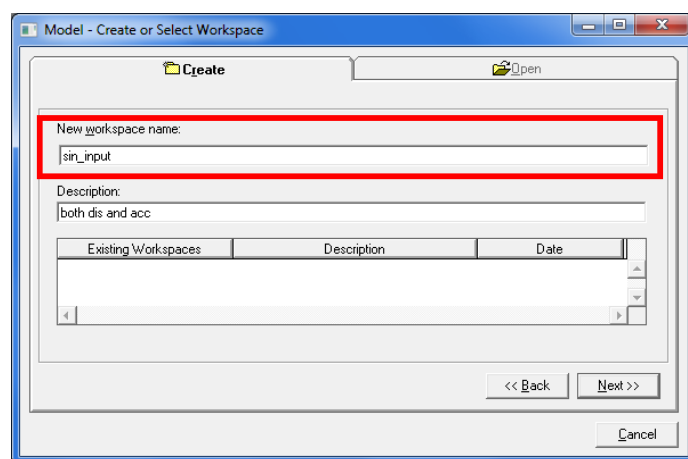 Model - Create or Select Workspace
Create Open
New workspace name:
sin_input
Description:
both dis and acc
Existing Workspaces Description Date
<< Back Next >>
Cancel